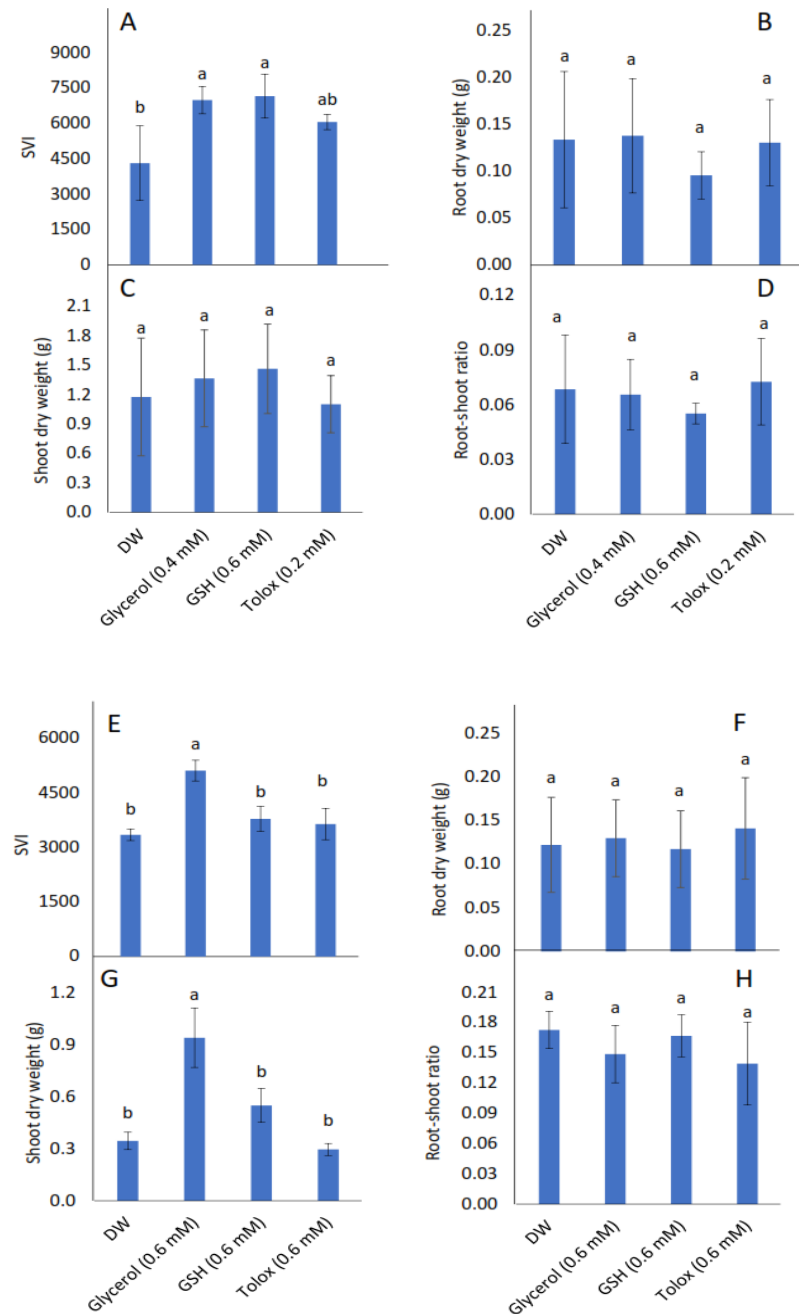 A
9000
7500
6000
4500
3000
1500
0
SVI
b
a
a
ab
B
0.25
0.20
0.15
0.10
0.05
0.00
Root dry weight (g)
a
a
a
a
C
2.1
1.8
1.5
1.2
0.9
0.6
0.3
0.0
Shoot dry weight (g)
a
a
a
a
DW
Glycerol (0.4 mM)
GSH (0.6 mM)
Tolox (0.2 mM)
D
0.12
0.09
0.06
0.03
0.00
Root-shoot ratio
a
a
a
a
DW
Glycerol (0.4 mM)
GSH (0.6 mM)
Tolox (0.2 mM)
E
6000
4500
3000
1500
0
SVI
b
a
b
b
F
0.25
0.20
0.15
0.10
0.05
0.00
Root dry weight (g)
a
a
a
a
G
1.2
0.9
0.6
0.3
0.0
Shoot dry weight (g)
b
a
b
b
DW
Glycerol (0.6 mM)
GSH (0.6 mM)
Tolox (0.6 mM)
H
0.21
0.18
0.15
0.12
0.09
0.06
0.03
0.00
Root-shoot ratio
a
a
a
a
DW
Glycerol (0.6 mM)
GSH (0.6 mM)
Tolox (0.6 mM)